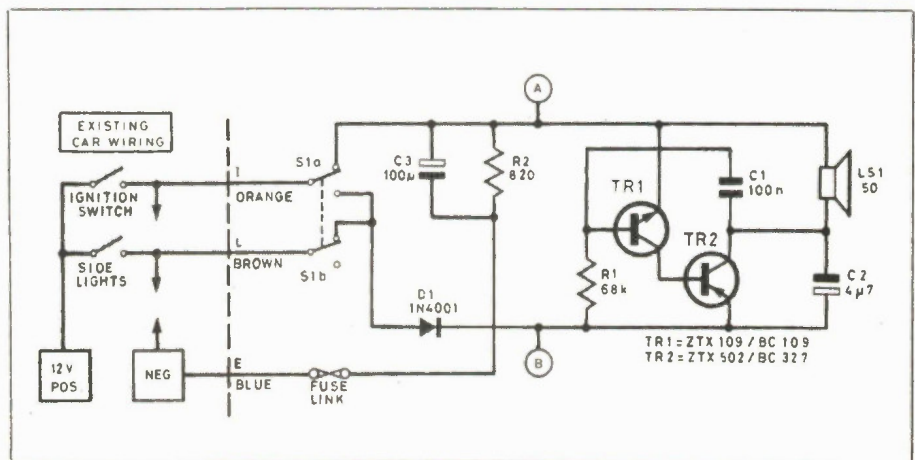 EXISTING
CAR WIRING
IGNITION
SWITCH
SIDE
LIGHTS
12V
POS.
NEG
I
ORANGE
L
BROWN
E
BLUE
S1a
S1b
FUSE
LINK
D1
1N4001
C3
100µ
R2
820
A
B
TR1
TR2
R1
68k
C1
100n
LS1
50
C2
4µ7
TR1=ZTX 109/BC 109
TR2=ZTX 502/BC 327